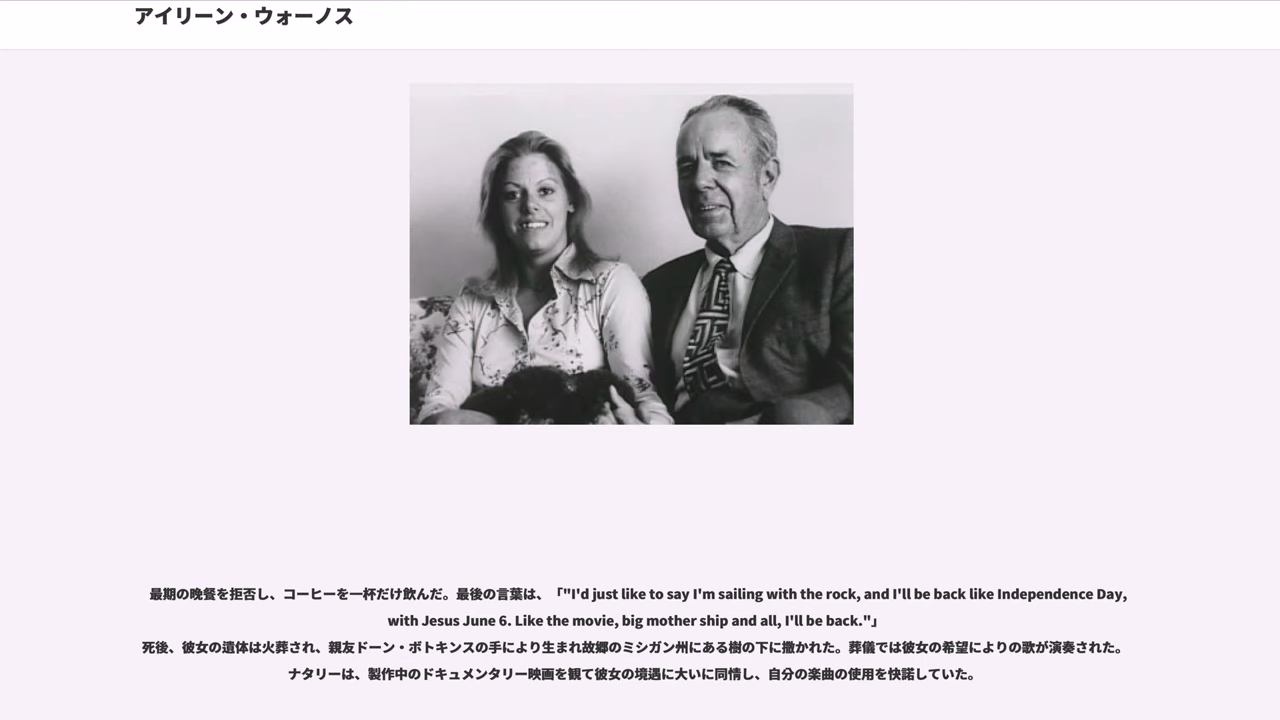 アイリーン・ウォーノス
最期の晩餐を拒否し、コーヒーを一杯だけ飲んだ。最後の言葉は、「"I'd just like to say I'm sailing with the rock, and I'll be back like Independence Day,
with Jesus June 6. Like the movie, big mother ship and all, I'll be back."」
死後、彼女の遺体は火葬され、親友ドーン・ボトキンスの手により生まれ故郷のミシガン州にある樹の下に撒かれた。葬儀では彼女の希望によりの歌が演奏された。
ナタリーは、製作中のドキュメンタリー映画を観て彼女の境遇に大いに同情し、自分の楽曲の使用を快諾していた。